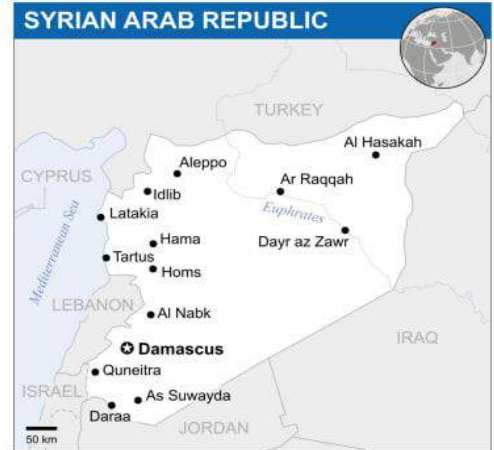 SYRIAN ARAB REPUBLIC
TURKEY
Al Hasakah
CYPRUS
Aleppo
Ar Raqqah
Idlib
Latakia
Euphrates
Mediterranean Sea
Hama
Dayr az Zawr
Tartus
Homs
LEBANON
Al Nabk
IRAQ
Damascus
Quneitra
ISRAEL
As Suwayda
Daraa
JORDAN
50 km